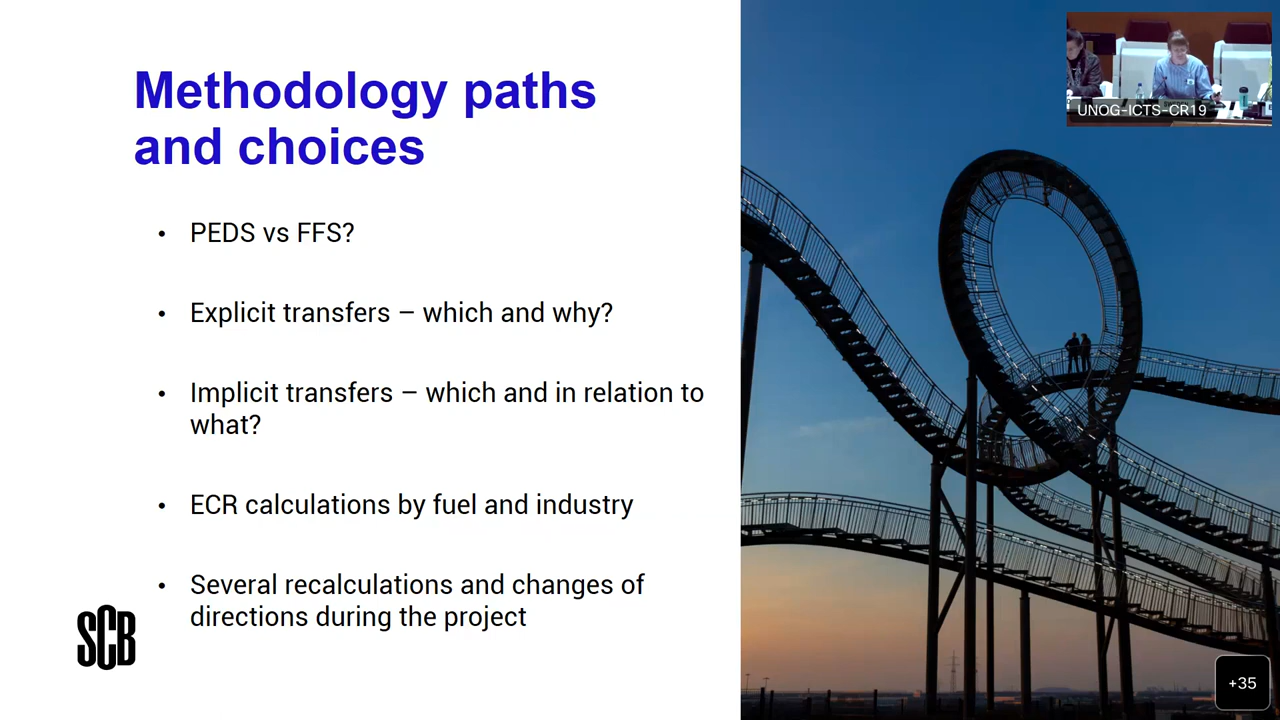 Methodology paths
and choices
UNOG-ICTS-CR19
• PEDS vs FFS?
• Explicit transfers – which and why?
• Implicit transfers – which and in relation to
what?
• ECR calculations by fuel and industry
• Several recalculations and changes of
directions during the project
SCB
+35